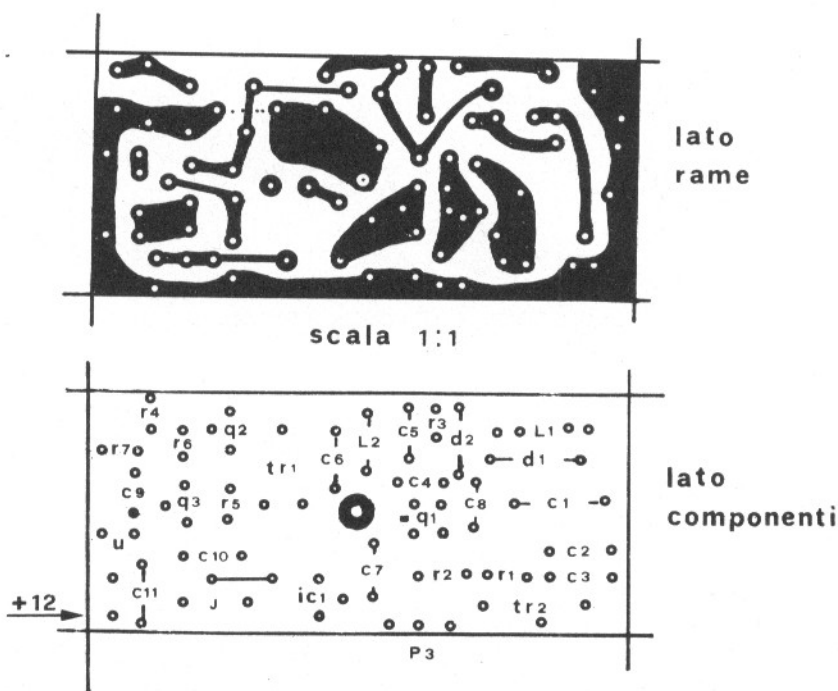 lato
rame
scala 1:1
r4
q2
C5 r3 d2 L1
r6 L2
r7 tr1 C6 d1
C9 q3 r5 C4 q1 C8 C1
lato
componenti
u C10 C7 C2
C11 J ic1 r2 r1 C3
+12 tr2
P3